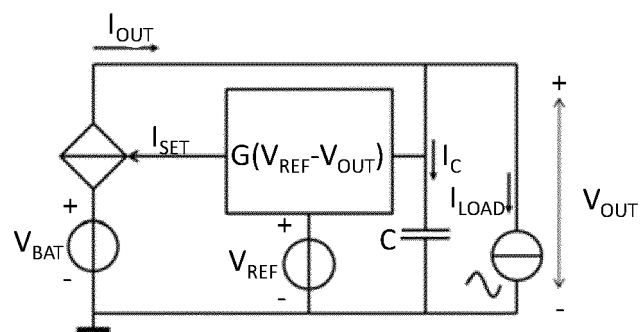 I_OUT
+
I_SET
G(V_REF-V_OUT)
I_C
I_LOAD
V_OUT
+
V_BAT
-
+
V_REF
-
C
-